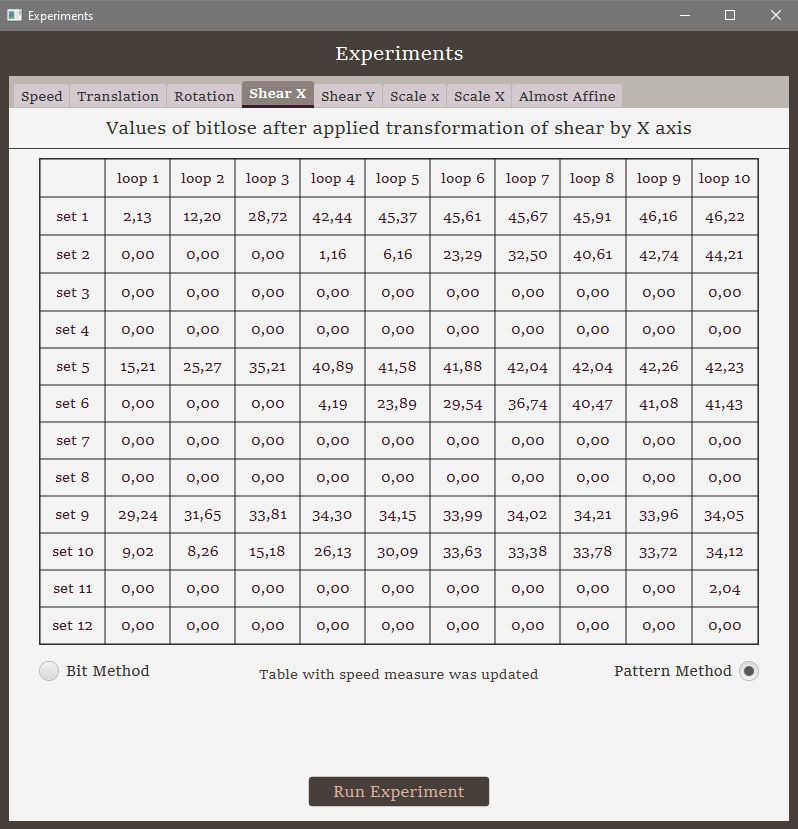 Experiments
Experiments
Speed Translation Rotation Shear X Shear Y Scale x Scale X Almost Affine
Values of bitlose after applied transformation of shear by X axis
loop 1 loop 2 loop 3 loop 4 loop 5 loop 6 loop 7 loop 8 loop 9 loop 10
set 1 2,13 12,20 28,72 42,44 45,37 45,61 45,67 45,91 46,16 46,22
set 2 0,00 0,00 0,00 1,16 6,16 23,29 32,50 40,61 42,74 44,21
set 3 0,00 0,00 0,00 0,00 0,00 0,00 0,00 0,00 0,00 0,00
set 4 0,00 0,00 0,00 0,00 0,00 0,00 0,00 0,00 0,00 0,00
set 5 15,21 25,27 35,21 40,89 41,58 41,88 42,04 42,04 42,26 42,23
set 6 0,00 0,00 0,00 4,19 23,89 29,54 36,74 40,47 41,08 41,43
set 7 0,00 0,00 0,00 0,00 0,00 0,00 0,00 0,00 0,00 0,00
set 8 0,00 0,00 0,00 0,00 0,00 0,00 0,00 0,00 0,00 0,00
set 9 29,24 31,65 33,81 34,30 34,15 33,99 34,02 34,21 33,96 34,05
set 10 9,02 8,26 15,18 26,13 30,09 33,63 33,38 33,78 33,72 34,12
set 11 0,00 0,00 0,00 0,00 0,00 0,00 0,00 0,00 0,00 2,04
set 12 0,00 0,00 0,00 0,00 0,00 0,00 0,00 0,00 0,00 0,00
Bit Method Table with speed measure was updated Pattern Method
Run Experiment